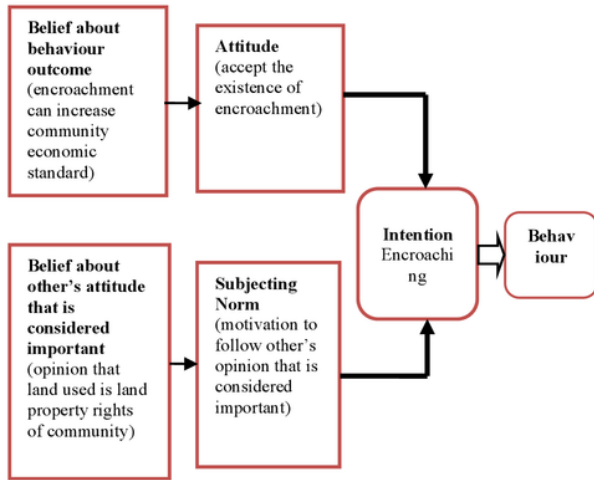 Belief about
behaviour
outcome
(encroachment
can increase
community
economic
standard)
Attitude
(accept the
existence of
encroachment)
Intention
Encroachi
ng
Behav
iour
Belief about
other's attitude
that is
considered
important
(opinion that
land used is land
property rights
of community)
Subjecting
Norm
(motivation to
follow other's
opinion that is
considered
important)